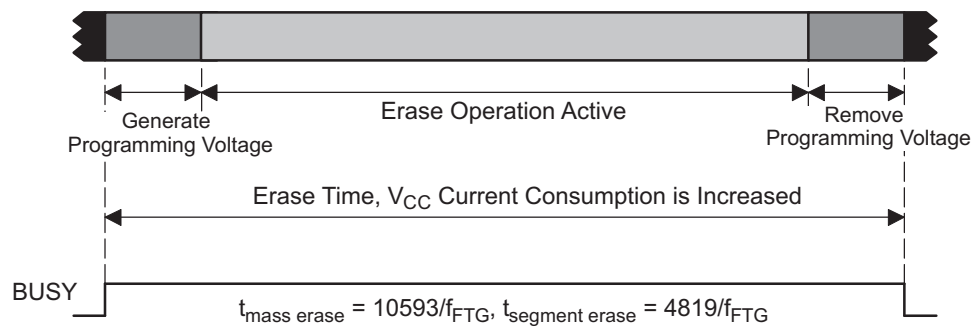 Generate
Programming Voltage
Erase Operation Active
Remove
Programming Voltage
Erase Time, VCC Current Consumption is Increased
BUSY
tmass erase = 10593/fFTG, tsegment erase = 4819/fFTG